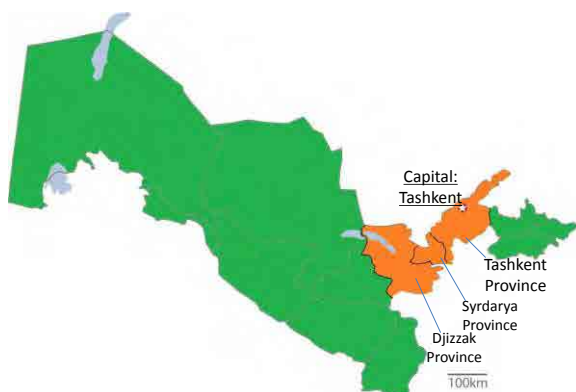 Capital:
Tashkent
Tashkent
Province
Syrdarya
Province
Djizzak
Province
100km